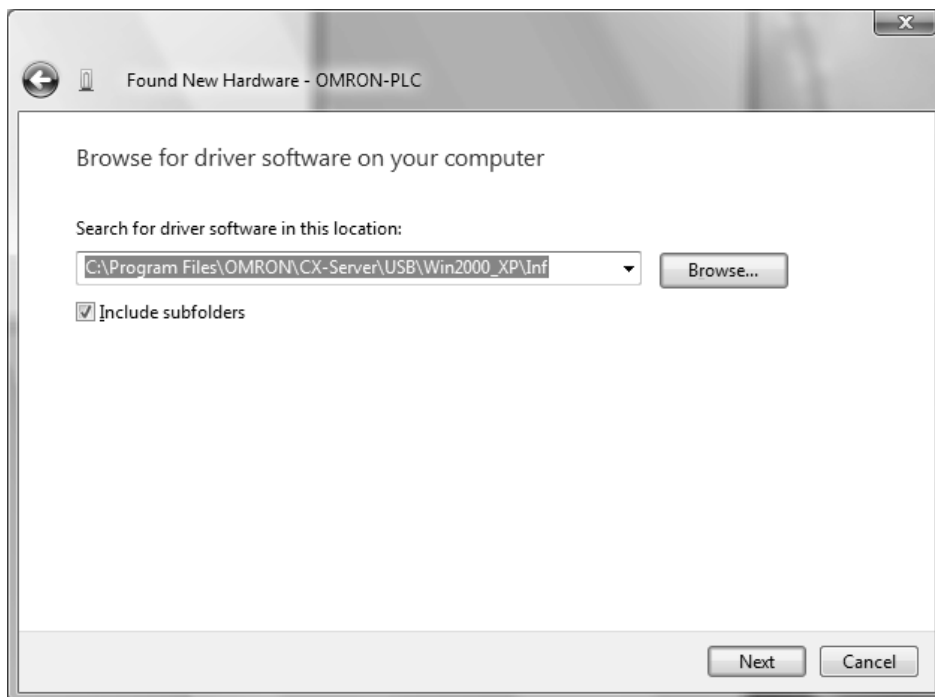 X
Found New Hardware - OMRON-PLC
Browse for driver software on your computer
Search for driver software in this location:
C:\Program Files\OMRON\CX-Server\USB\Win2000_XP\Inf
Browse...
Include subfolders
Next Cancel